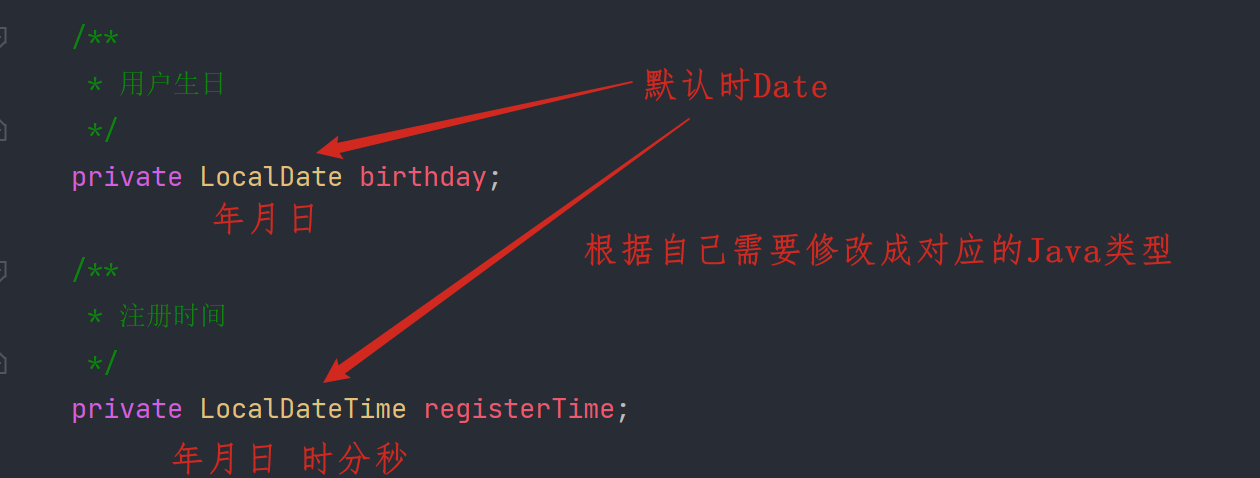 /**
* 用户生日
默认时Date
*/
private LocalDate birthday;
年月日
根据自己需要修改成对应的Java类型
/**
* 注册时间
*/
private LocalDateTime registerTime;
年月日 时分秒